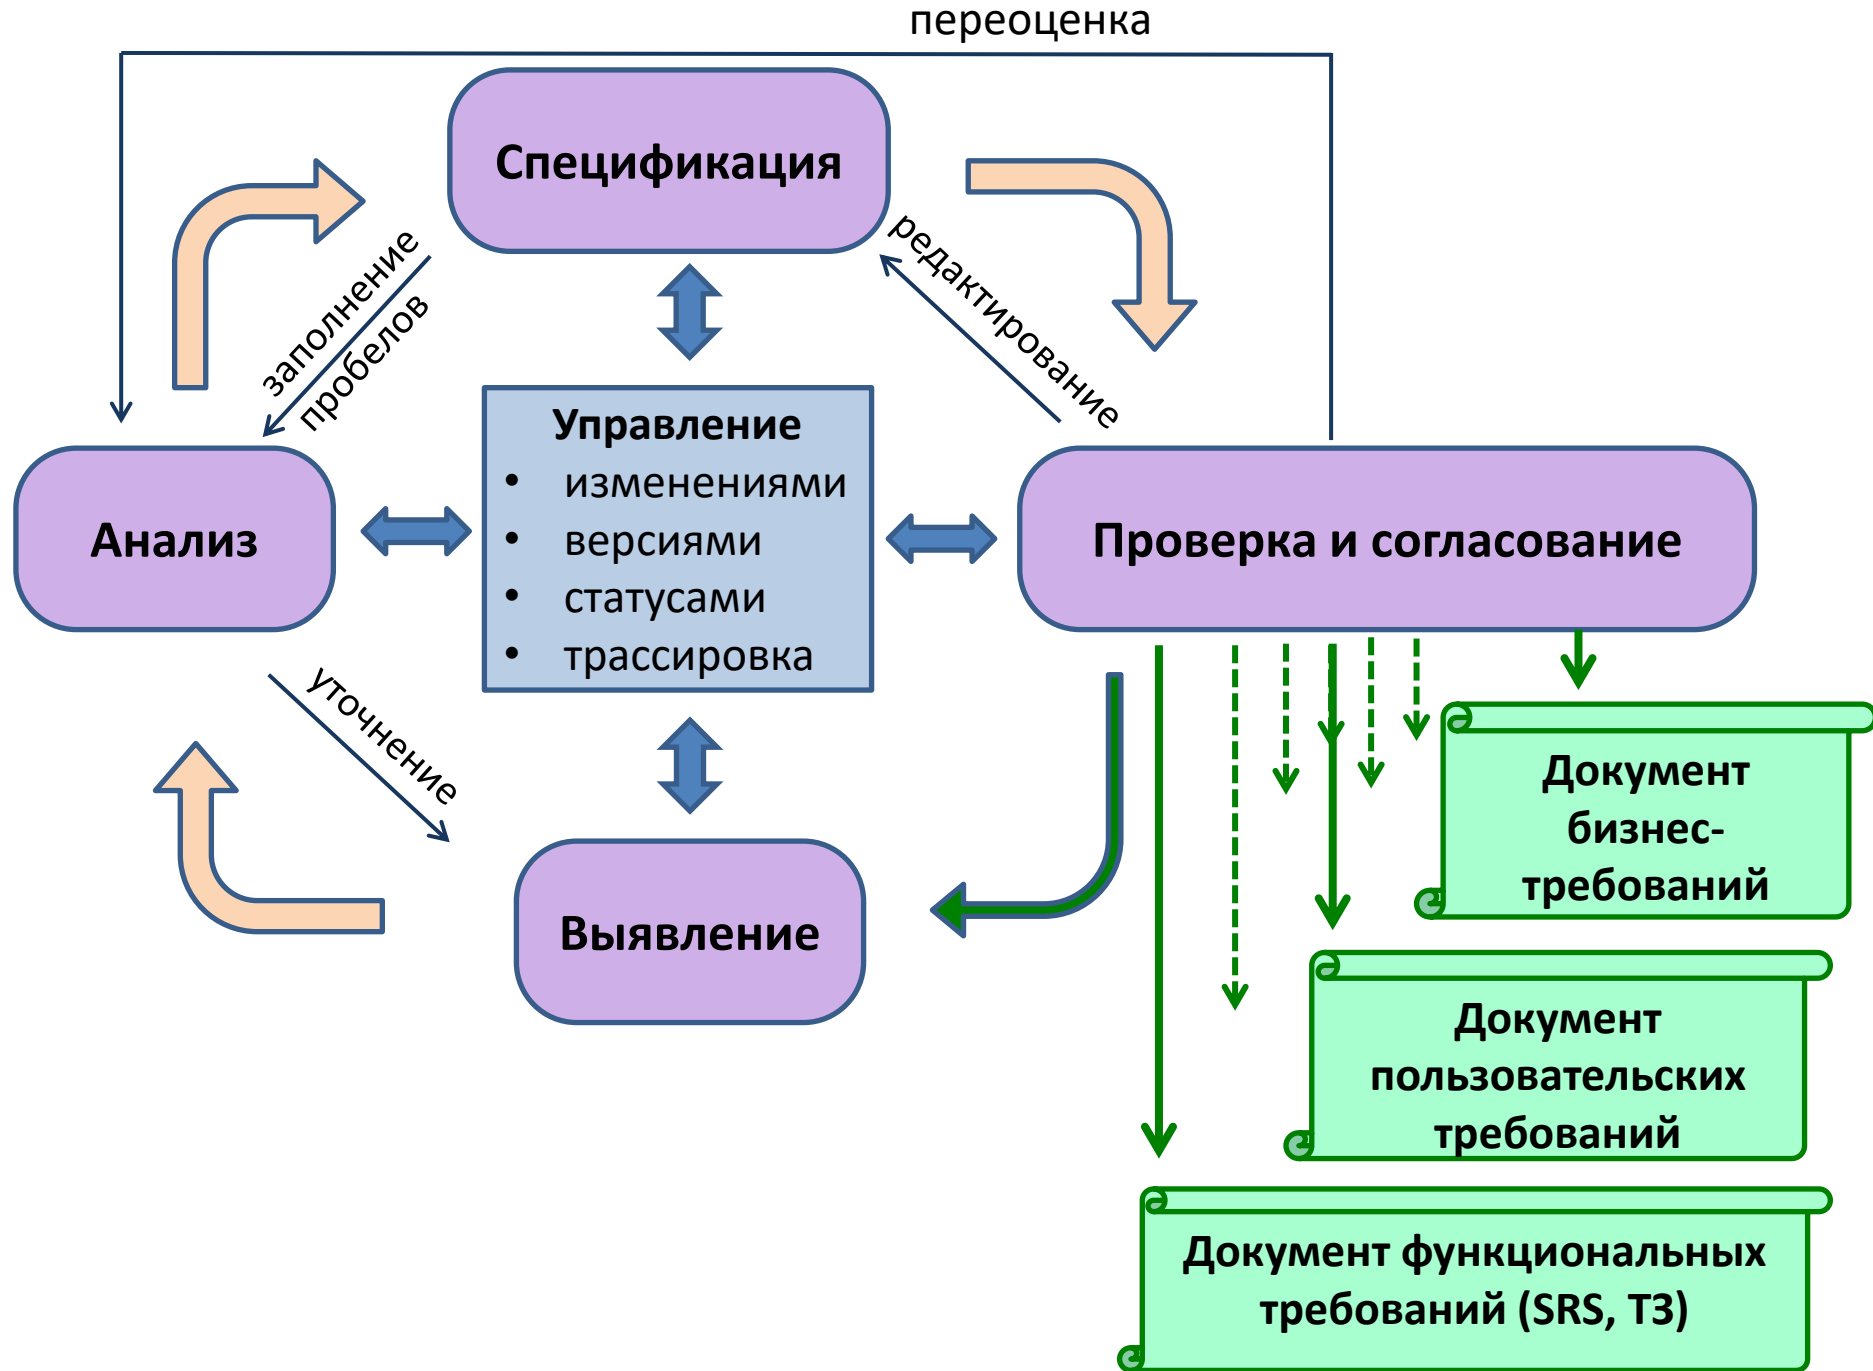 переоценка
Спецификация
заполнение
пробелов
редактирование
Управление
• изменениями
• версиями
• статусами
• трассировка
Анализ
Проверка и согласование
уточнение
Выявление
Документ
бизнес-
требований
Документ
пользовательских
требований
Документ функциональных
требований (SRS, ТЗ)